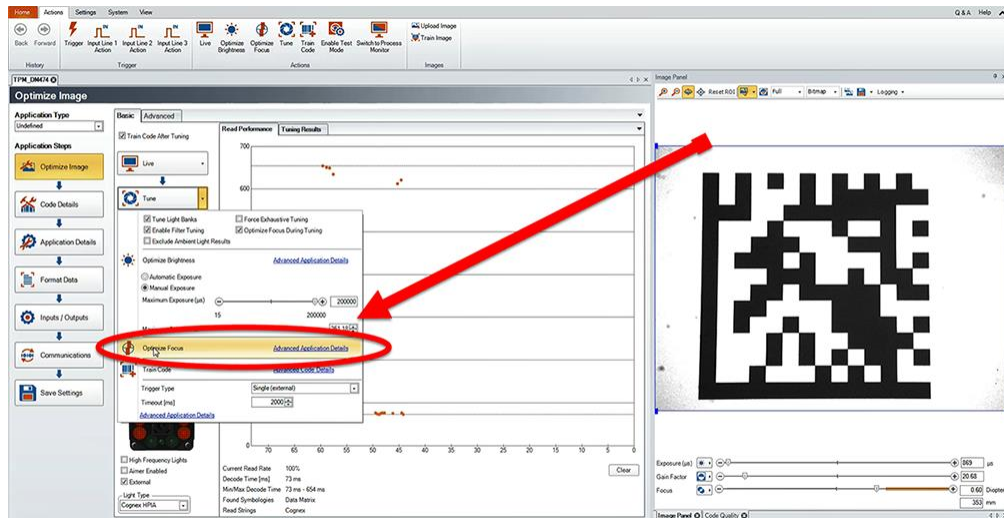 Home Actions Settings System View Q & A Help
Back Forward Trigger Input Line 1 Action Input Line 2 Action Input Line 3 Action Live Optimize Brightness Optimize Focus Tune Train Code Enable Test Mode Switch to Process Monitor Upload Image
Train Image
History Trigger Actions Images
TPM_DM474 Image Panel
Optimize Image Reset ROI Full Bitmap Logging
Application Type Basic Advanced
Undefined
Train Code After Tuning Read Performance Tuning Results
Application Steps
700
Optimize Image Live
600
Code Details Tune
Tune Light Banks Force Exhaustive Tuning
Enable Filter Tuning Optimize Focus During Tuning
Application Details Exclude Ambient Light Results
Optimize Brightness Advanced Application Details
Format Data Automatic Exposure
Manual Exposure
Maximum Exposure (µs) 200000
Inputs / Outputs 15 200000
Communications Optimize Focus Advanced Application Details
Train Code Advanced Code Details
Save Settings Trigger Type Single (external)
Timeout [ms] 2000
Advanced Application Details
0
70 65 60 55 50 45 40 35 30 25 20 15 10 5 0
High Frequency Lights
Aimer Enabled
External
Light Type
Cognex HPIA
Current Read Rate 100% Clear
Decode Time [ms] 73 ms
Min/Max Decode Time 73 ms - 654 ms
Found Symbologies Data Matrix
Read Strings Cognex
Exposure (µs) 869 µs
Gain Factor 20.68
Focus 0.60 Diopter
353 mm
Image Panel Code Quality